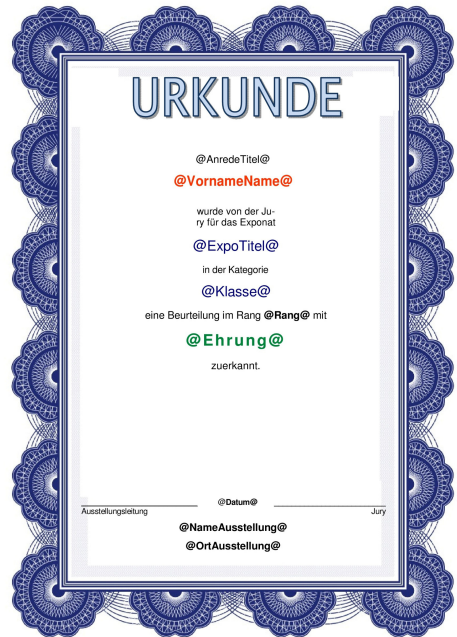 URKUNDE
@AnredeTitel@
@VornameName@
wurde von der Ju-
ry für das Exponat
@ExpoTitel@
in der Kategorie
@Klasse@
eine Beurteilung im Rang @Rang@ mit
@Ehrung@
zuerkannt.
@Datum@
Ausstellungsleitung Jury
@NameAusstellung@
@OrtAusstellung@